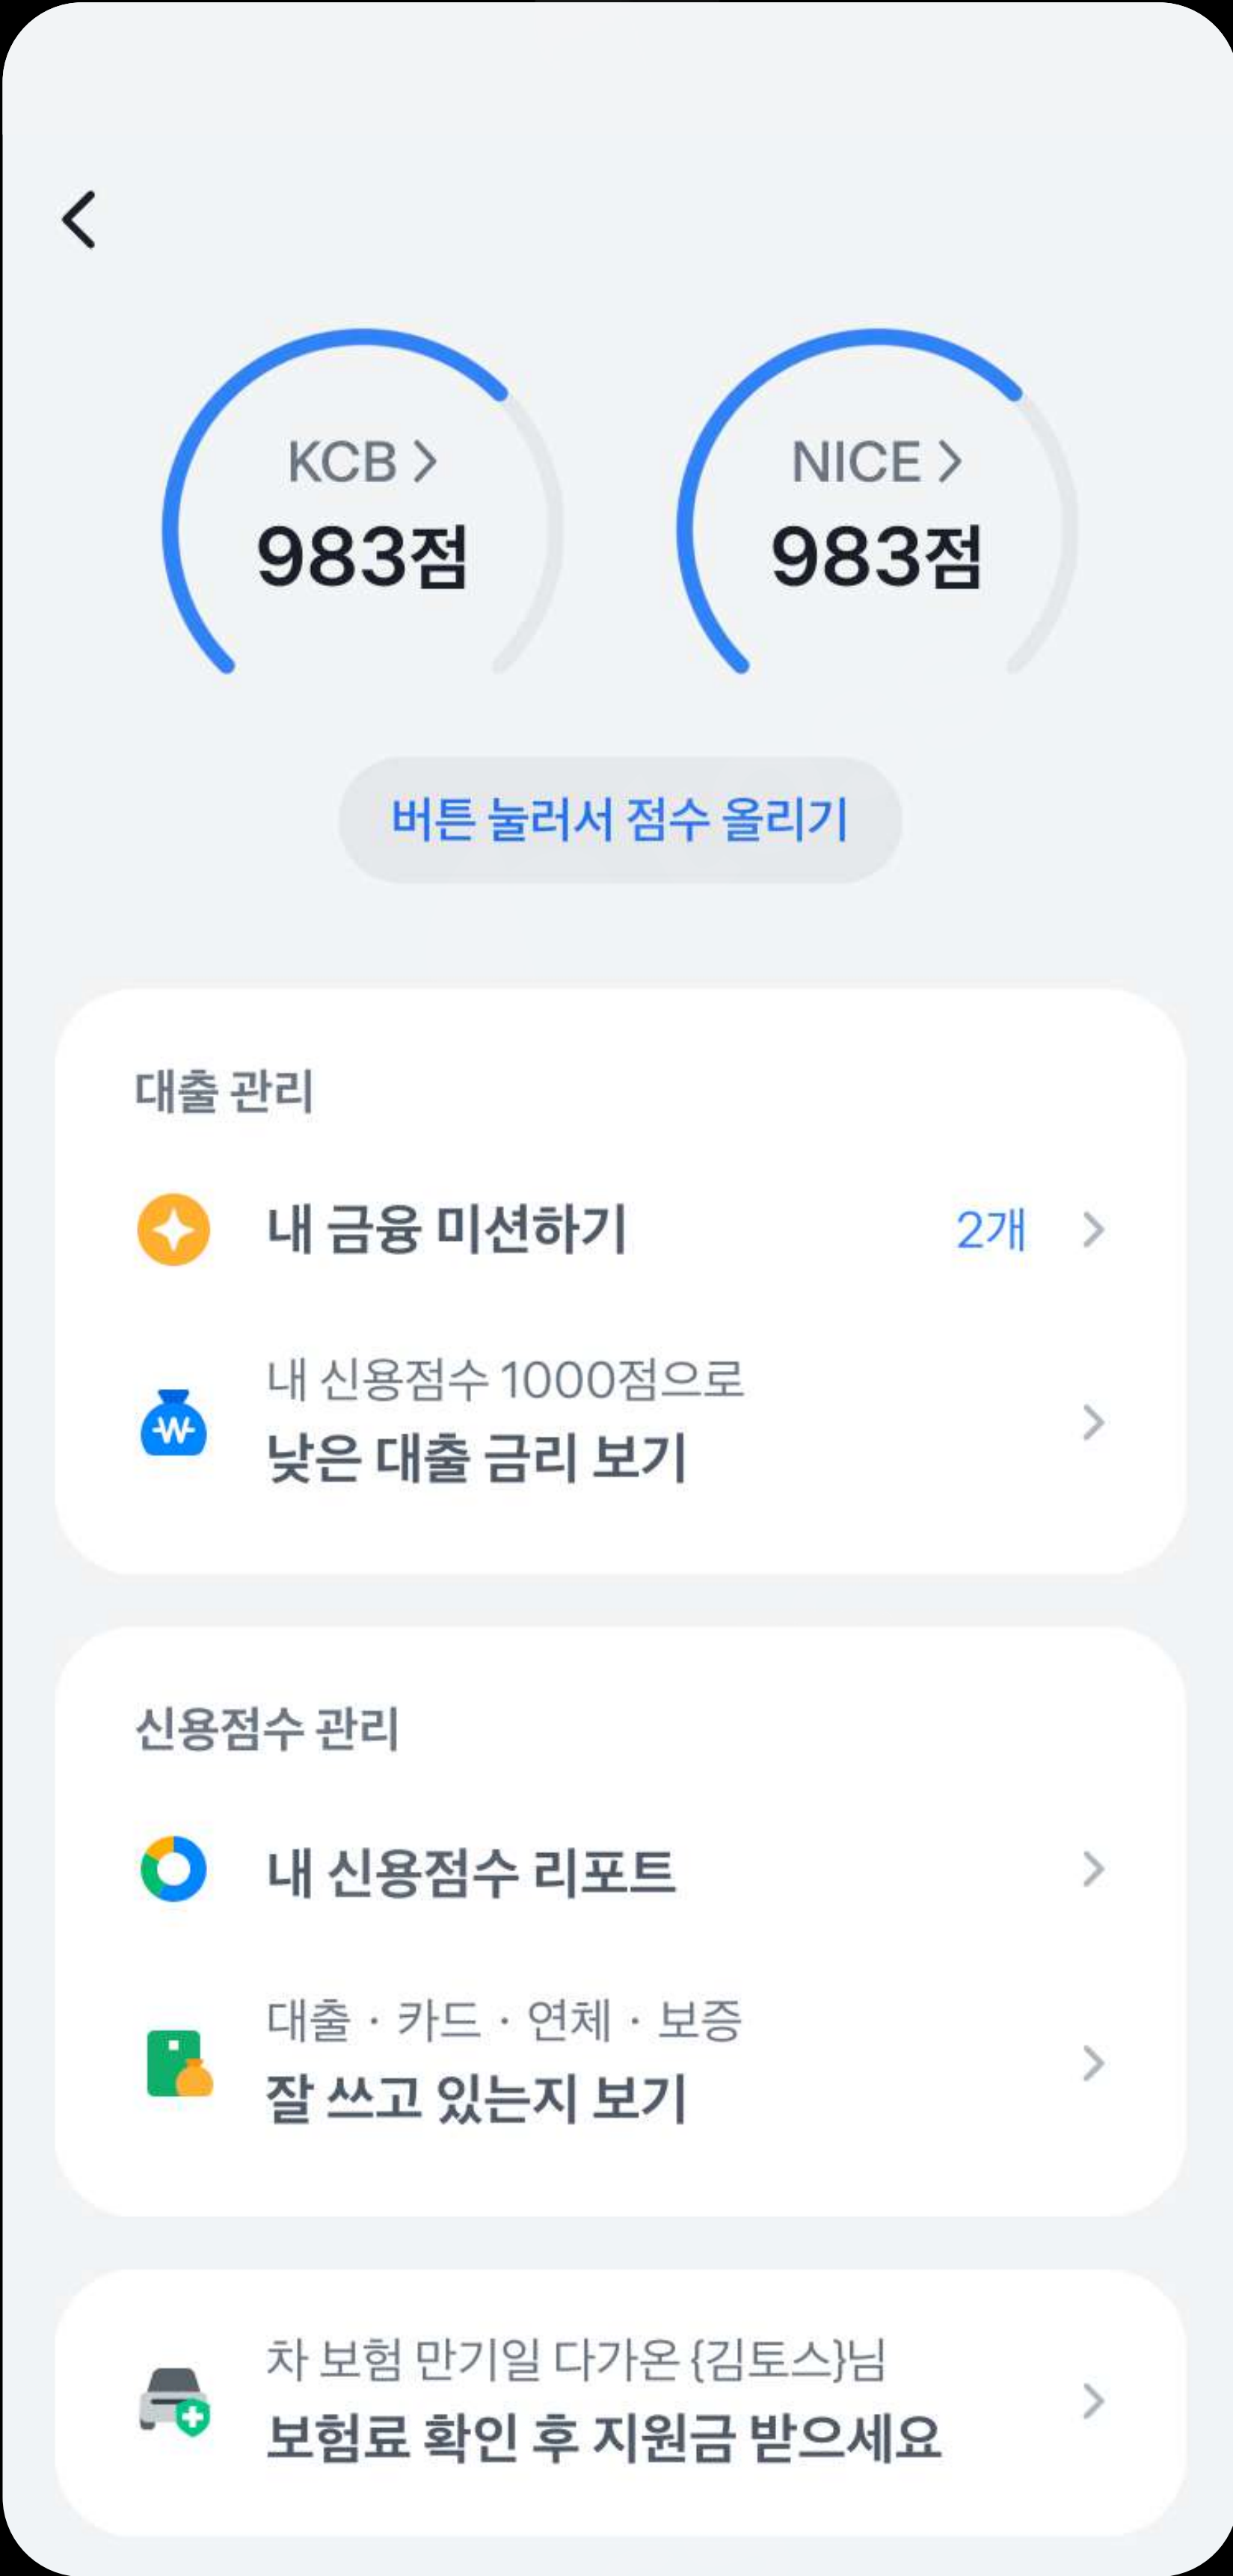 KCB
983점
NICE
983점
버튼 눌러서 점수 올리기
대출 관리
내 금융 미션하기
2개
내 신용점수 1000점으로
낮은 대출 금리 보기
신용점수 관리
내 신용점수 리포트
대출 · 카드 · 연체 · 보증
잘 쓰고 있는지 보기
차 보험 만기일 다가온 {김토스}님
보험료 확인 후 지원금 받으세요